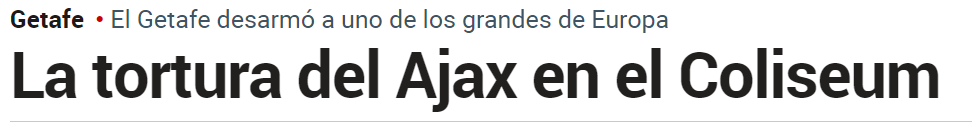 Getafe • El Getafe desarmó a uno de los grandes de Europa
La tortura del Ajax en el Coliseum